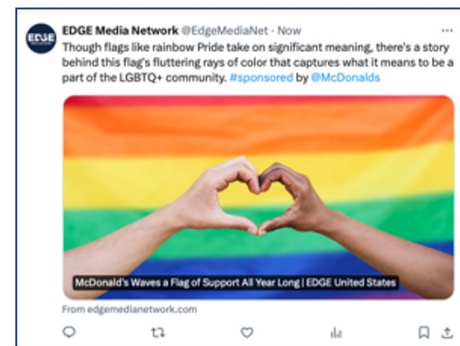 EDGE
EDGE Media Network @EdgeMediaNet · Now
Though flags like rainbow Pride take on significant meaning, there's a story
behind this flag's fluttering rays of color that captures what it means to be a
part of the LGBTQ+ community. #sponsored by @McDonalds
McDonald's Waves a Flag of Support All Year Long | EDGE United States
From edgemedianetwork.com